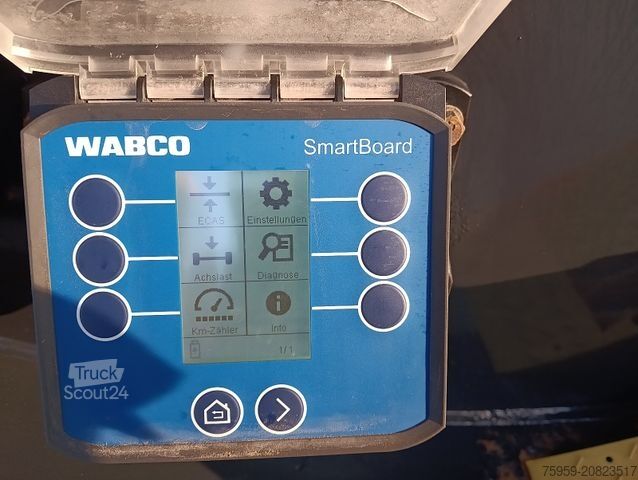 WABCO
SmartBoard
ECAS
Einstellungen
Achslast
Diagnose
Km-Zähler
Info
1/1
Truck
Scout24
75959-20823517